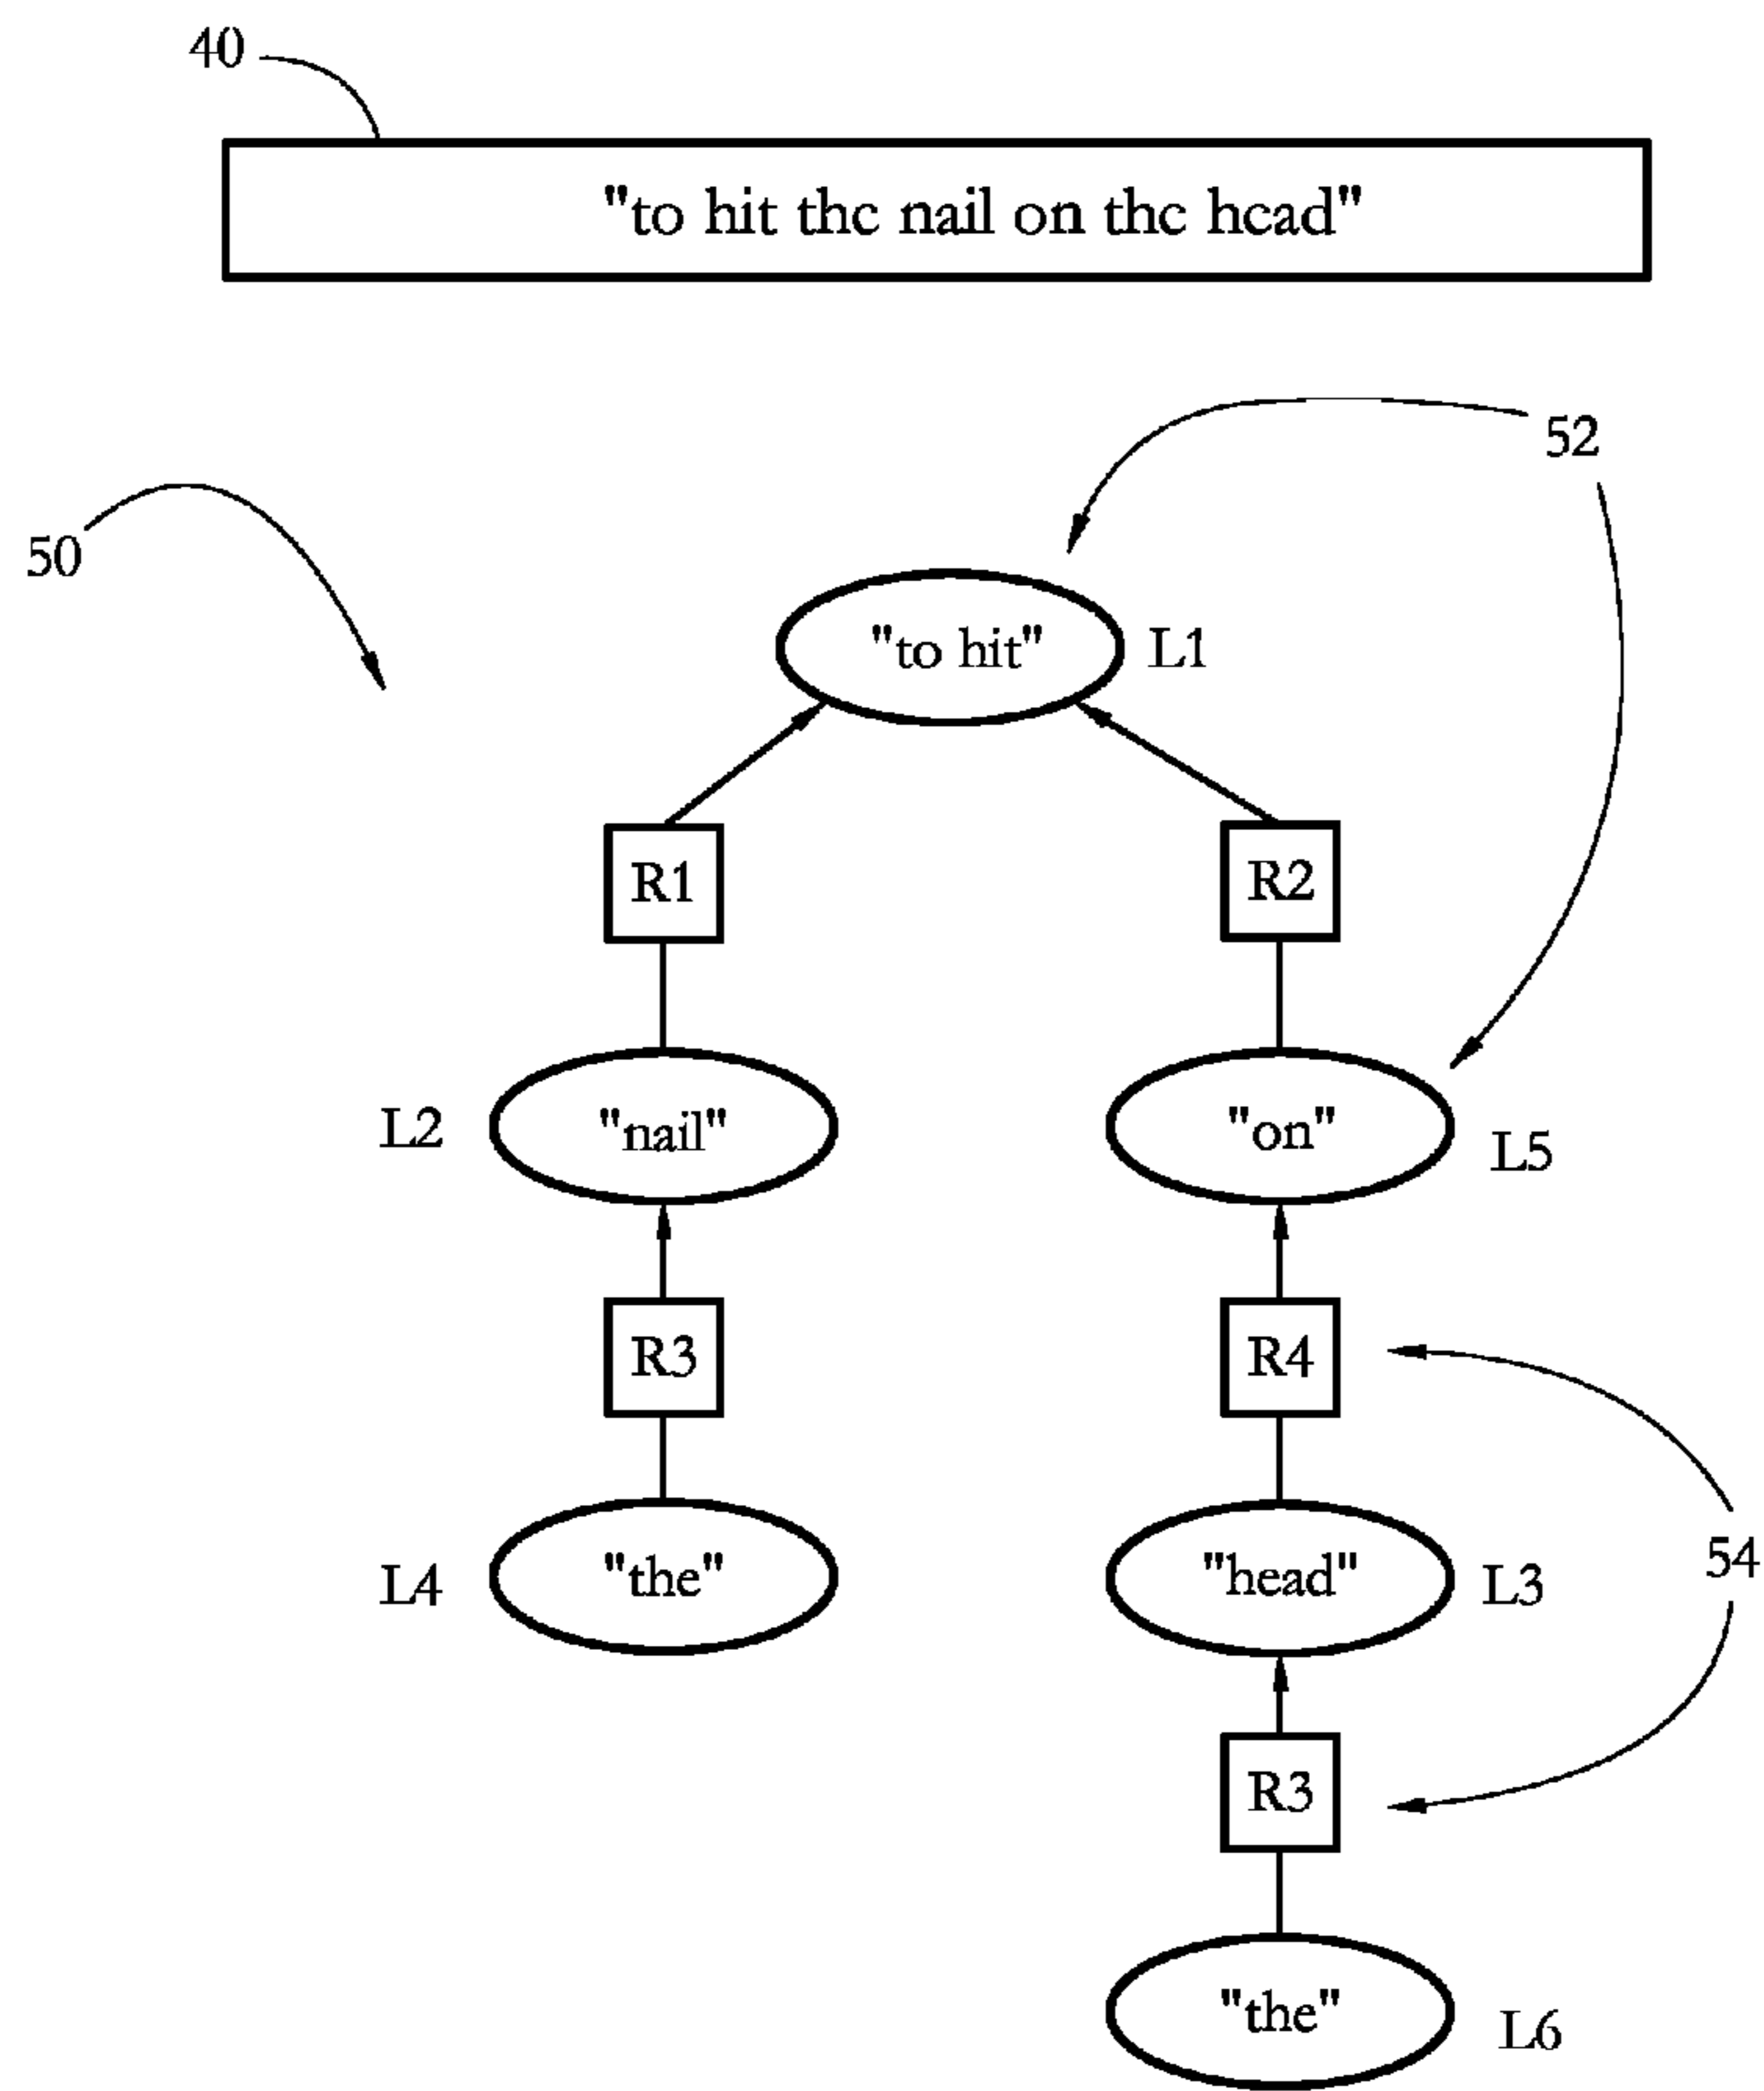 40
"to hit thc nail on thc hcad"
52
50
"to hit" L1
R1 R2
L2 "nail" "on" L5
R3 R4
L4 "the" "head" L3
54
R3
"the" L6